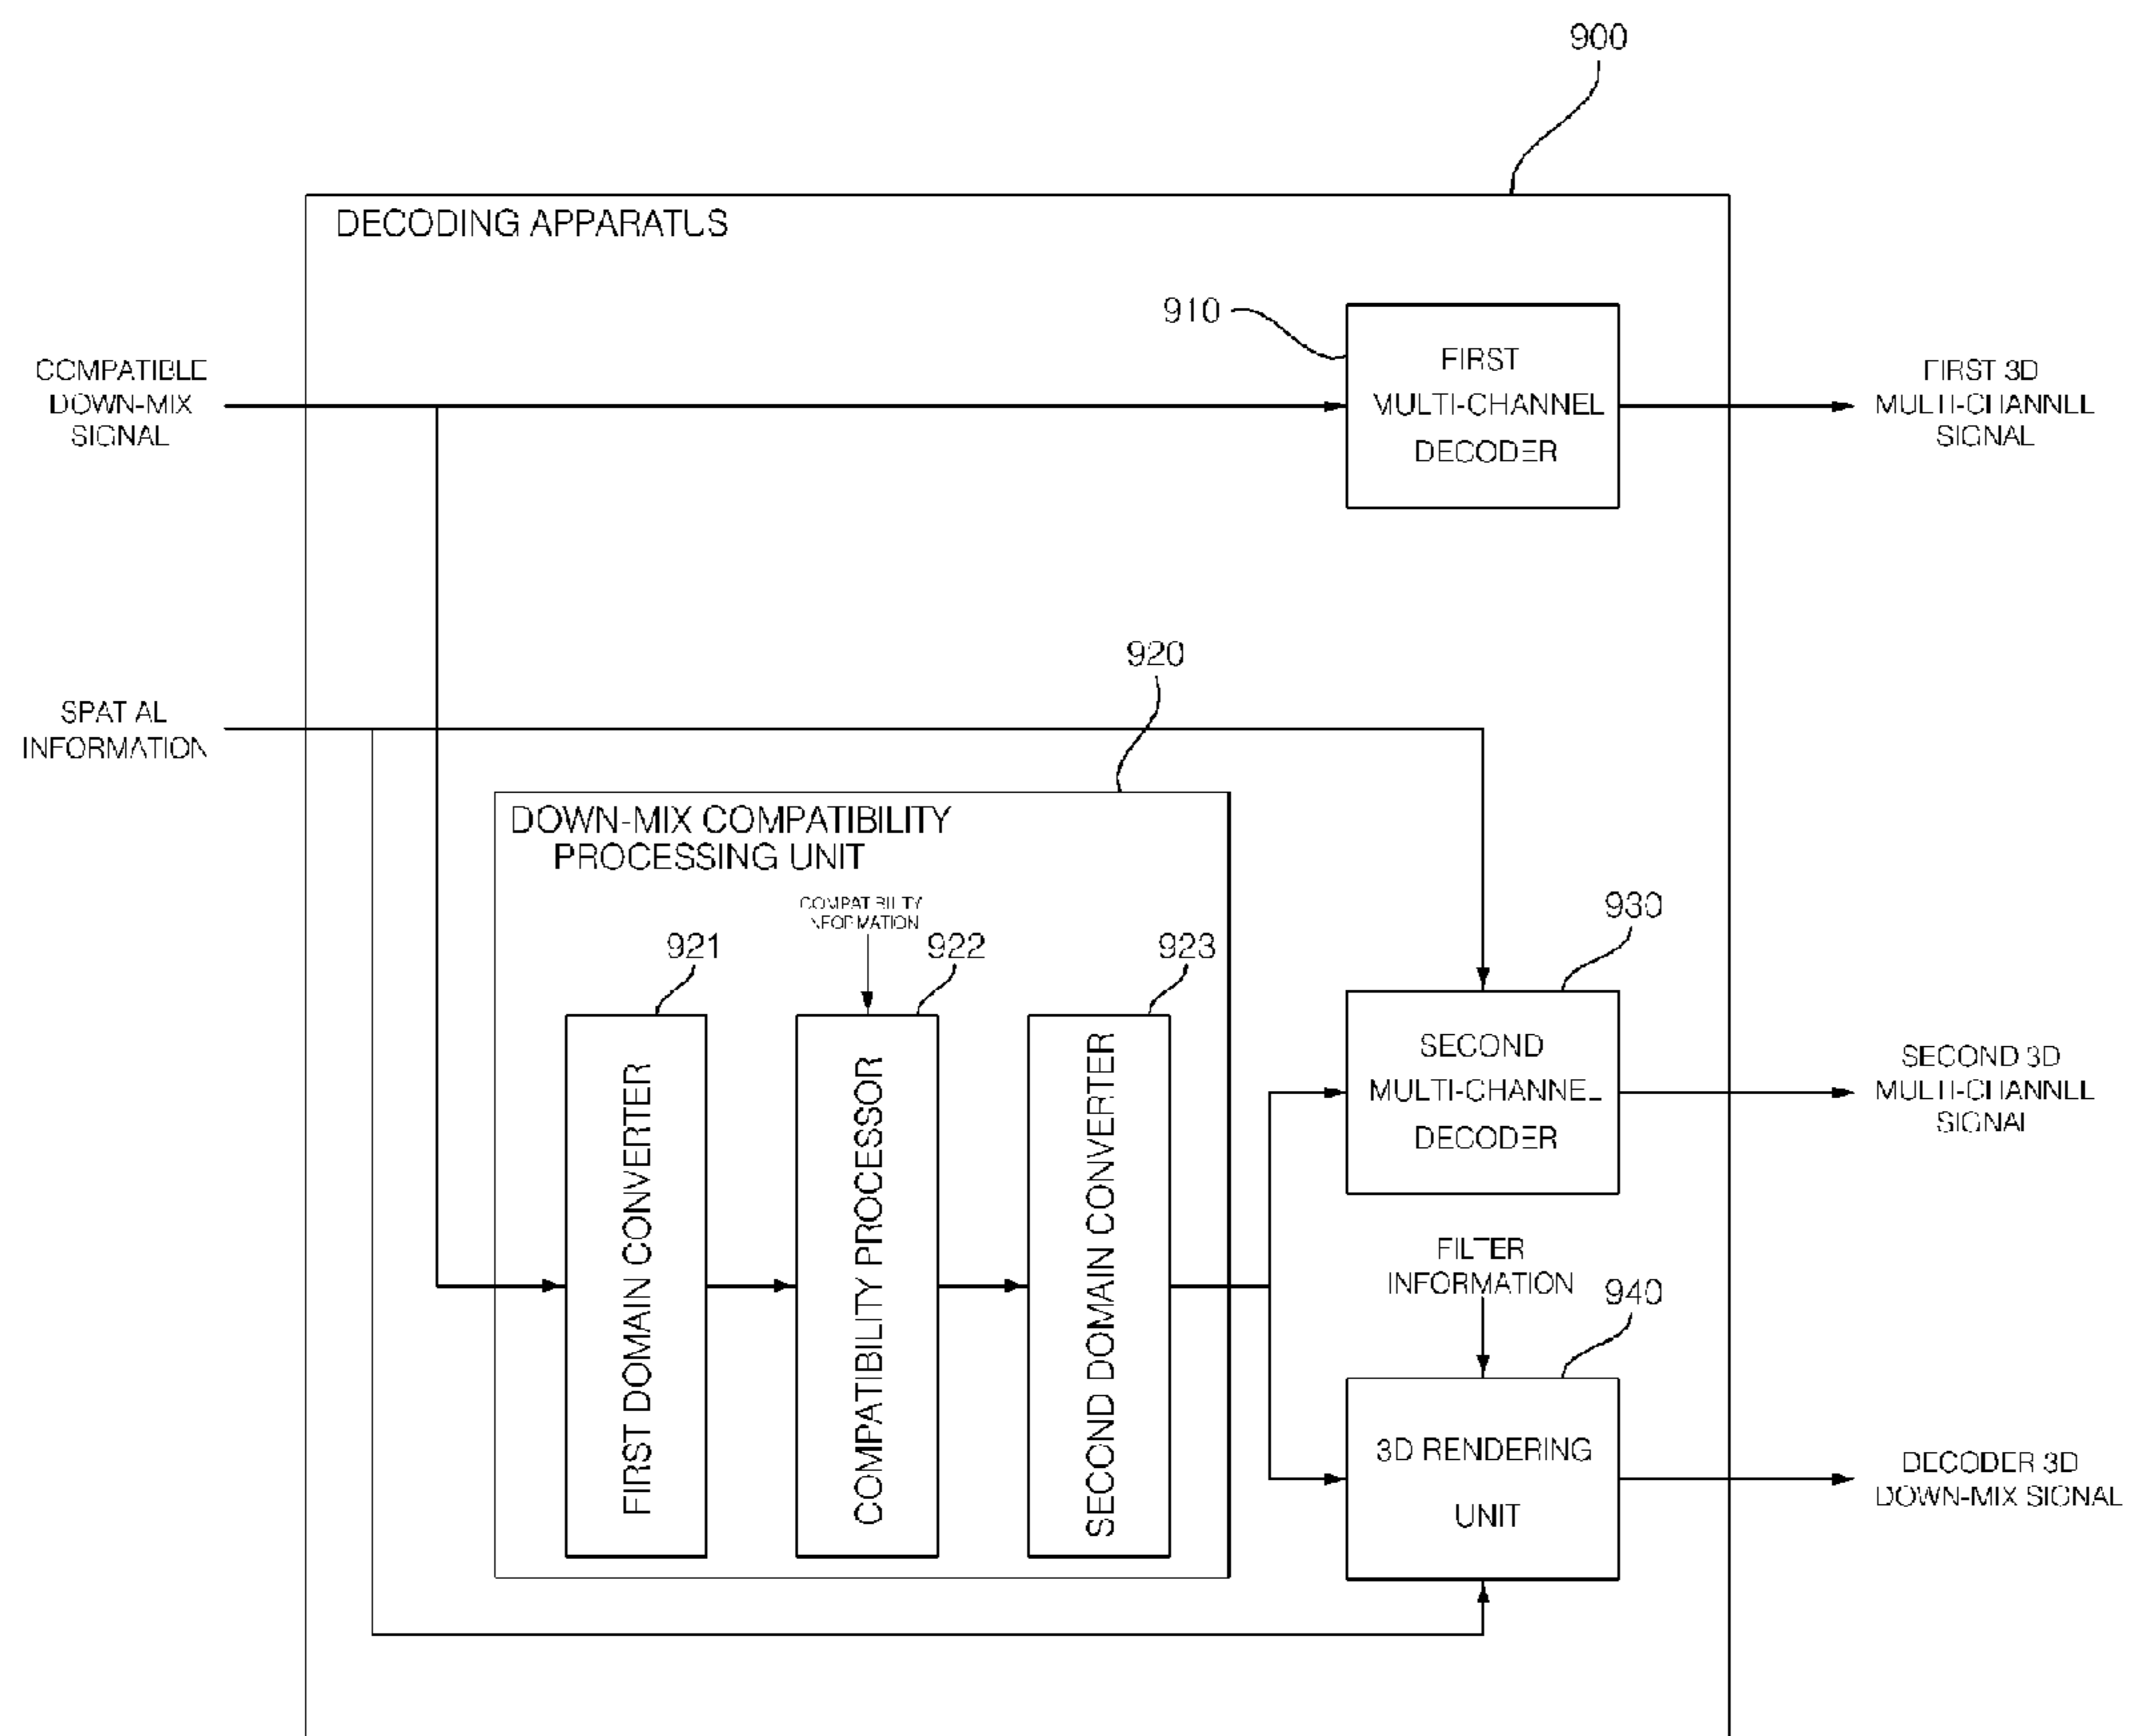 900
DECODING APPARATUS
910
FIRST
MULTI-CHANNEL
DECODER
COMPATIBLE
DOWN-MIX
SIGNAL
FIRST 3D
MULTI-CHANNEL
SIGNAL
920
SPATIAL
INFORMATION
DOWN-MIX COMPATIBILITY
PROCESSING UNIT
COMPATIBILITY
INFORMATION
921
922
923
930
FIRST DOMAIN CONVERTER
COMPATIBILITY PROCESSOR
SECOND DOMAIN CONVERTER
SECOND
MULTI-CHANNEL
DECODER
SECOND 3D
MULTI-CHANNEL
SIGNAL
FILTER
INFORMATION
940
3D RENDERING
UNIT
DECODER 3D
DOWN-MIX SIGNAL